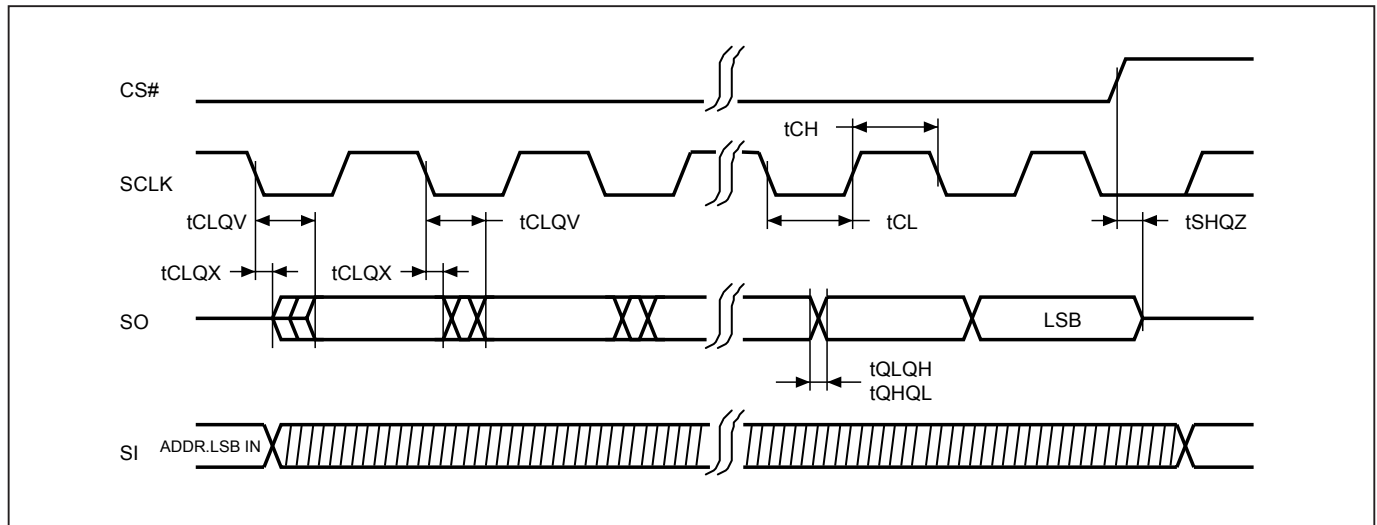 CS#
tCH
SCLK
tCLQV
tCLQV
tCL
tSHQZ
tCLQX
tCLQX
SO
LSB
tQLQH
tQHQL
SI
ADDR.LSB IN